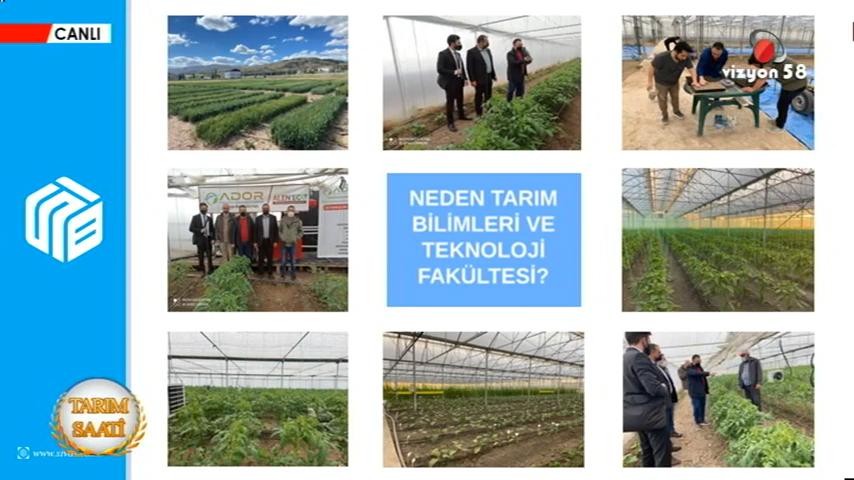 CANLI
vizyon 58
ADOR
NEDEN TARIM
BİLİMLERİ VE
TEKNOLOJİ
FAKÜLTESİ?
TARIM
SAATİ